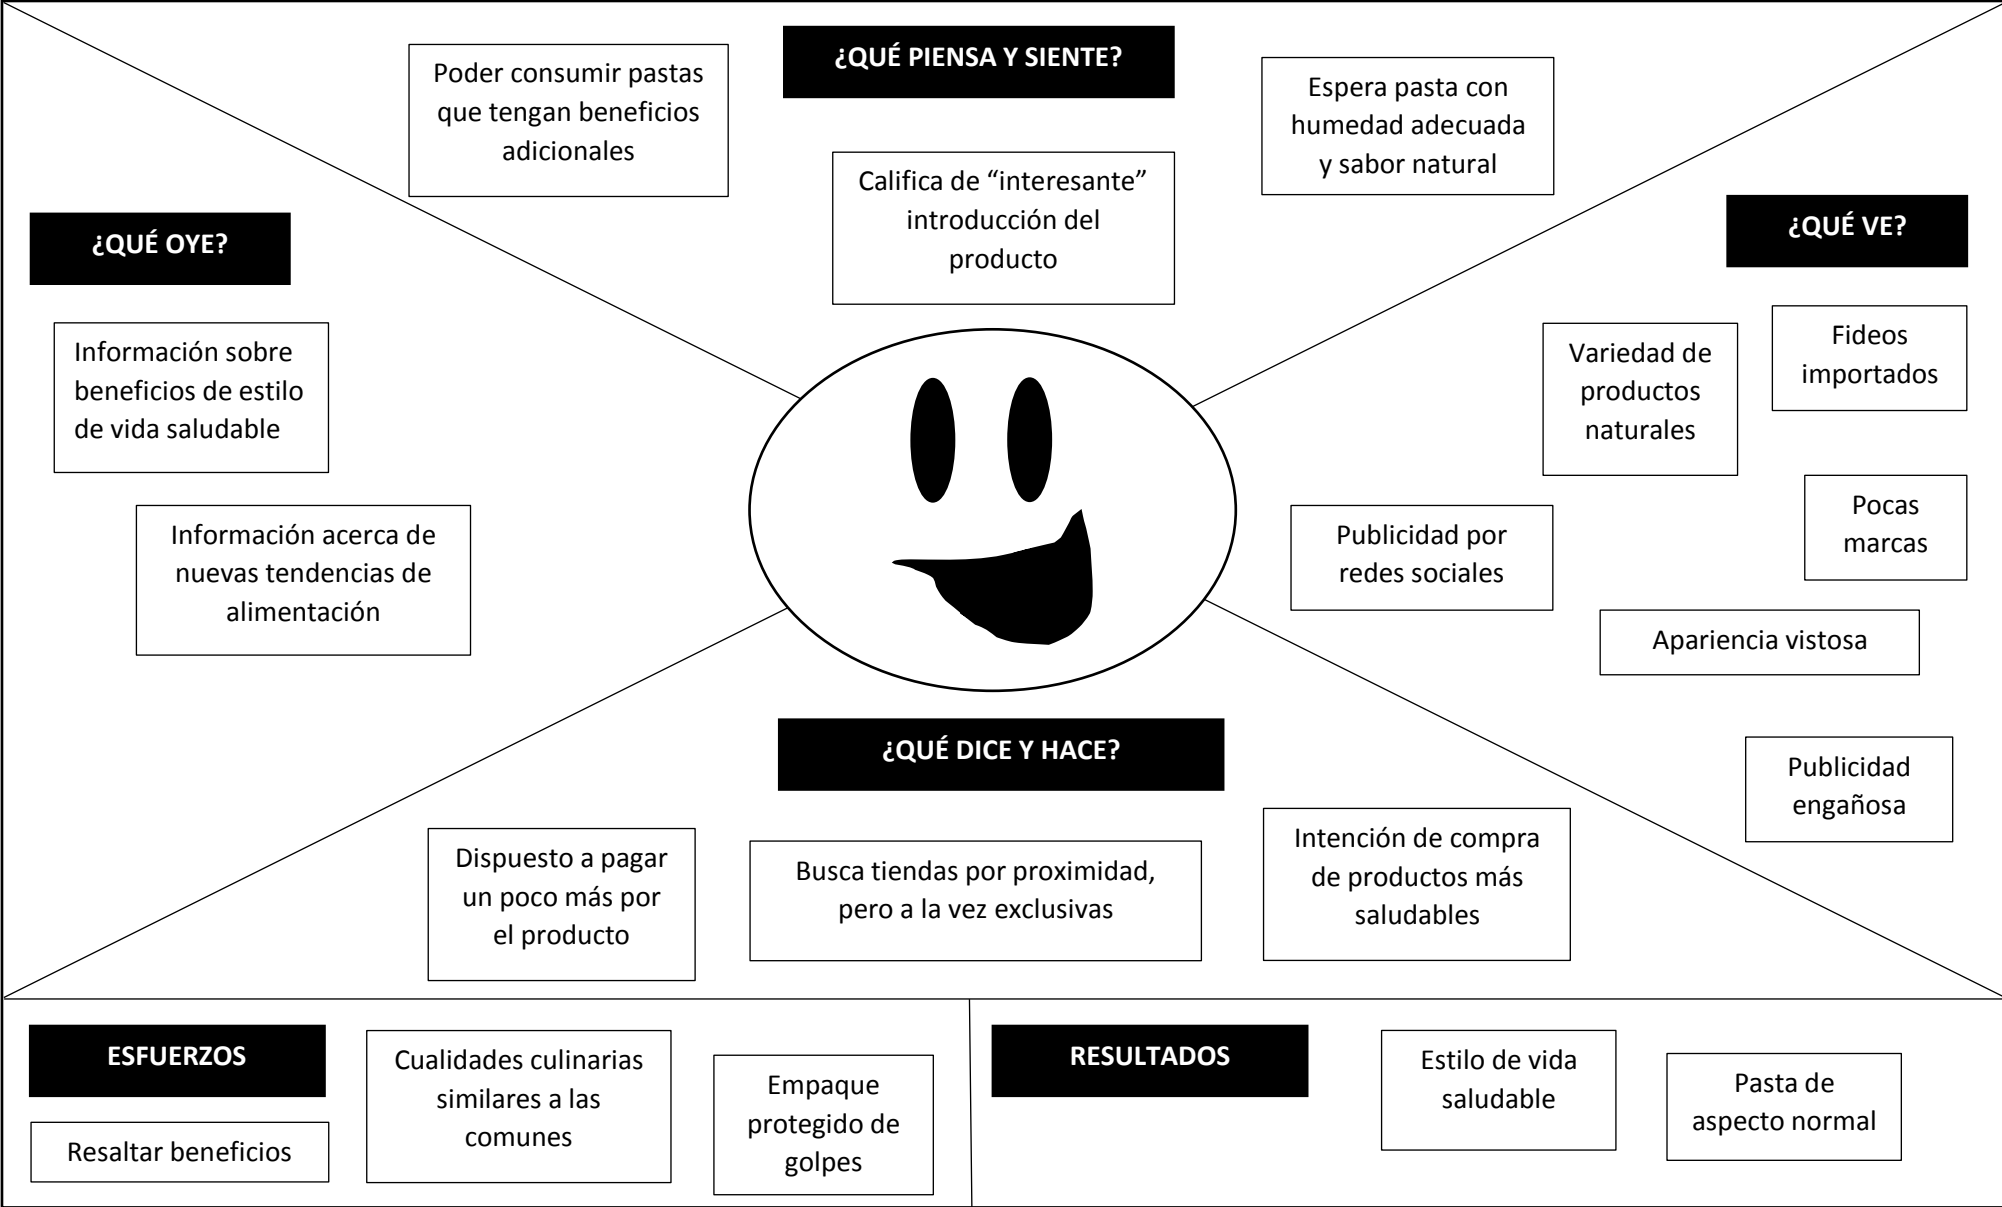 ¿QUÉ PIENSA Y SIENTE?
Poder consumir pastas
que tengan beneficios
adicionales
Califica de “interesante”
introducción del
producto
Espera pasta con
humedad adecuada
y sabor natural
¿QUÉ OYE?
Información sobre
beneficios de estilo
de vida saludable
Información acerca de
nuevas tendencias de
alimentación
¿QUÉ VE?
Variedad de
productos
naturales
Fideos
importados
Pocas
marcas
Publicidad por
redes sociales
Apariencia vistosa
Publicidad
engañosa
¿QUÉ DICE Y HACE?
Dispuesto a pagar
un poco más por
el producto
Busca tiendas por proximidad,
pero a la vez exclusivas
Intención de compra
de productos más
saludables
ESFUERZOS
Resaltar beneficios
Cualidades culinarias
similares a las
comunes
Empaque
protegido de
golpes
RESULTADOS
Estilo de vida
saludable
Pasta de
aspecto normal